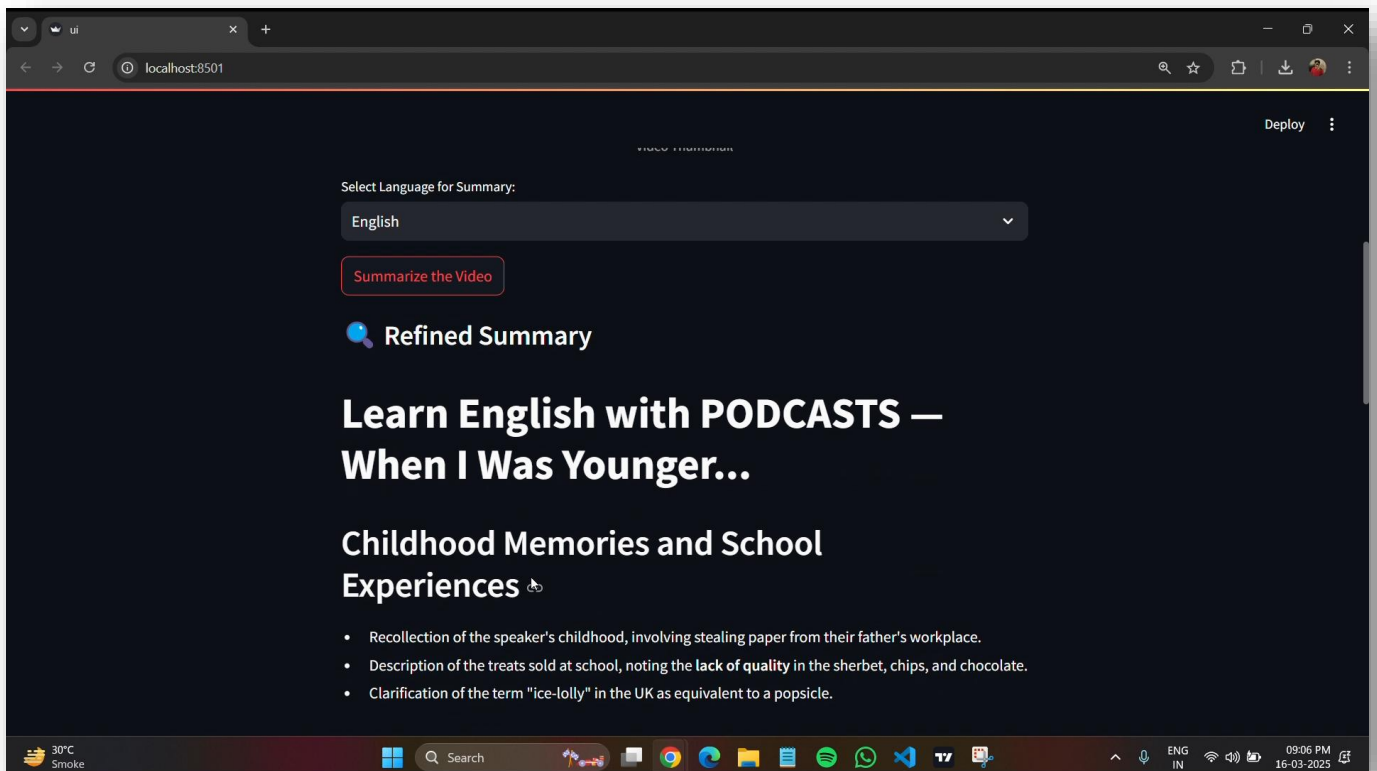 ui
localhost:8501
Deploy
Video Thumbnail
Select Language for Summary:
English
Summarize the Video
Refined Summary
Learn English with PODCASTS —
When I Was Younger...
Childhood Memories and School
Experiences
Recollection of the speaker's childhood, involving stealing paper from their father's workplace.
Description of the treats sold at school, noting the lack of quality in the sherbet, chips, and chocolate.
Clarification of the term "ice-lolly" in the UK as equivalent to a popsicle.
30°C
Smoke
Search
ENG
IN
09:06 PM
16-03-2025